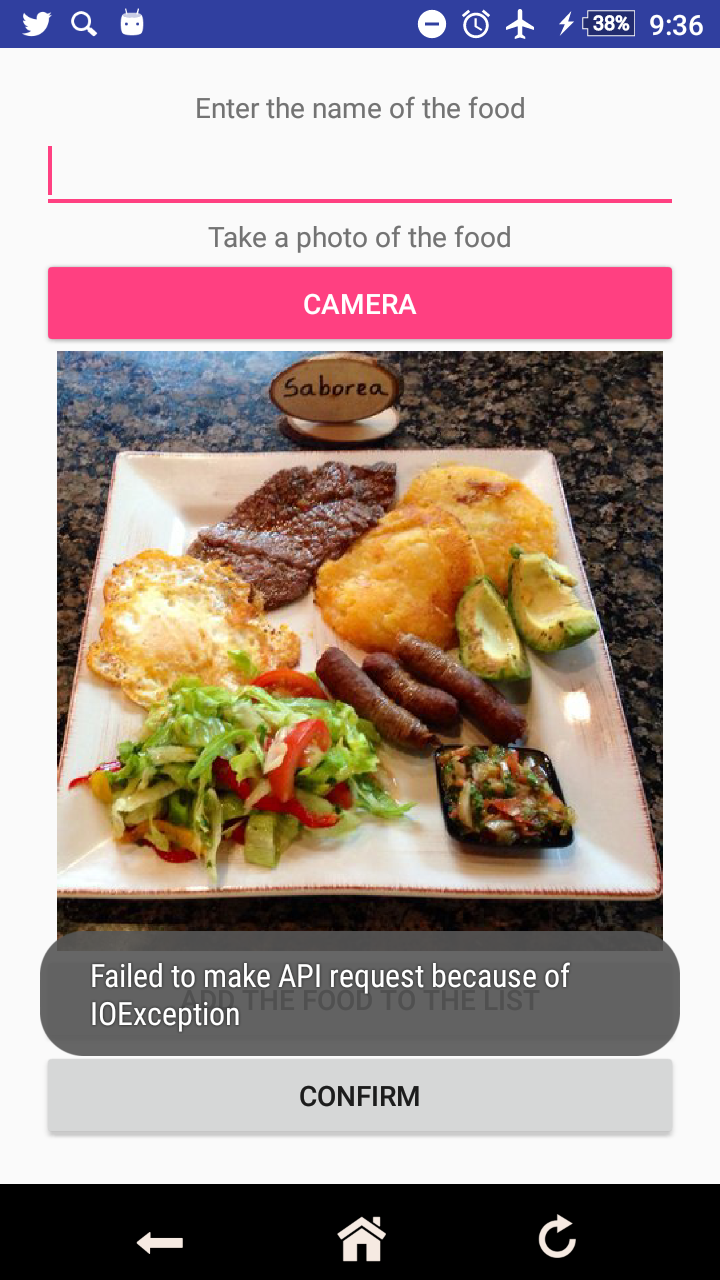 38%
9:36
Enter the name of the food
Take a photo of the food
CAMERA
Saborea
Failed to make API request because of
IOException
ADD THE FOOD TO THE LIST
CONFIRM